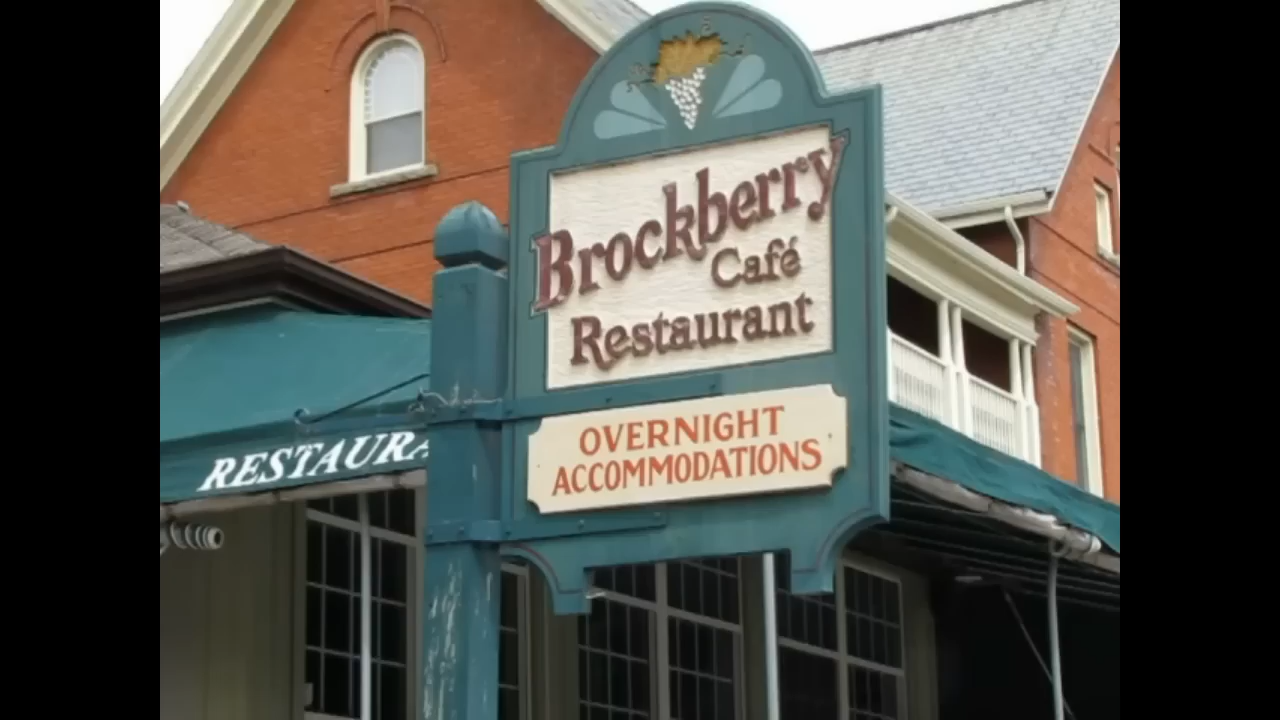 Brockberry
Café
Restaurant
OVERNIGHT
ACCOMMODATIONS
RESTAURA